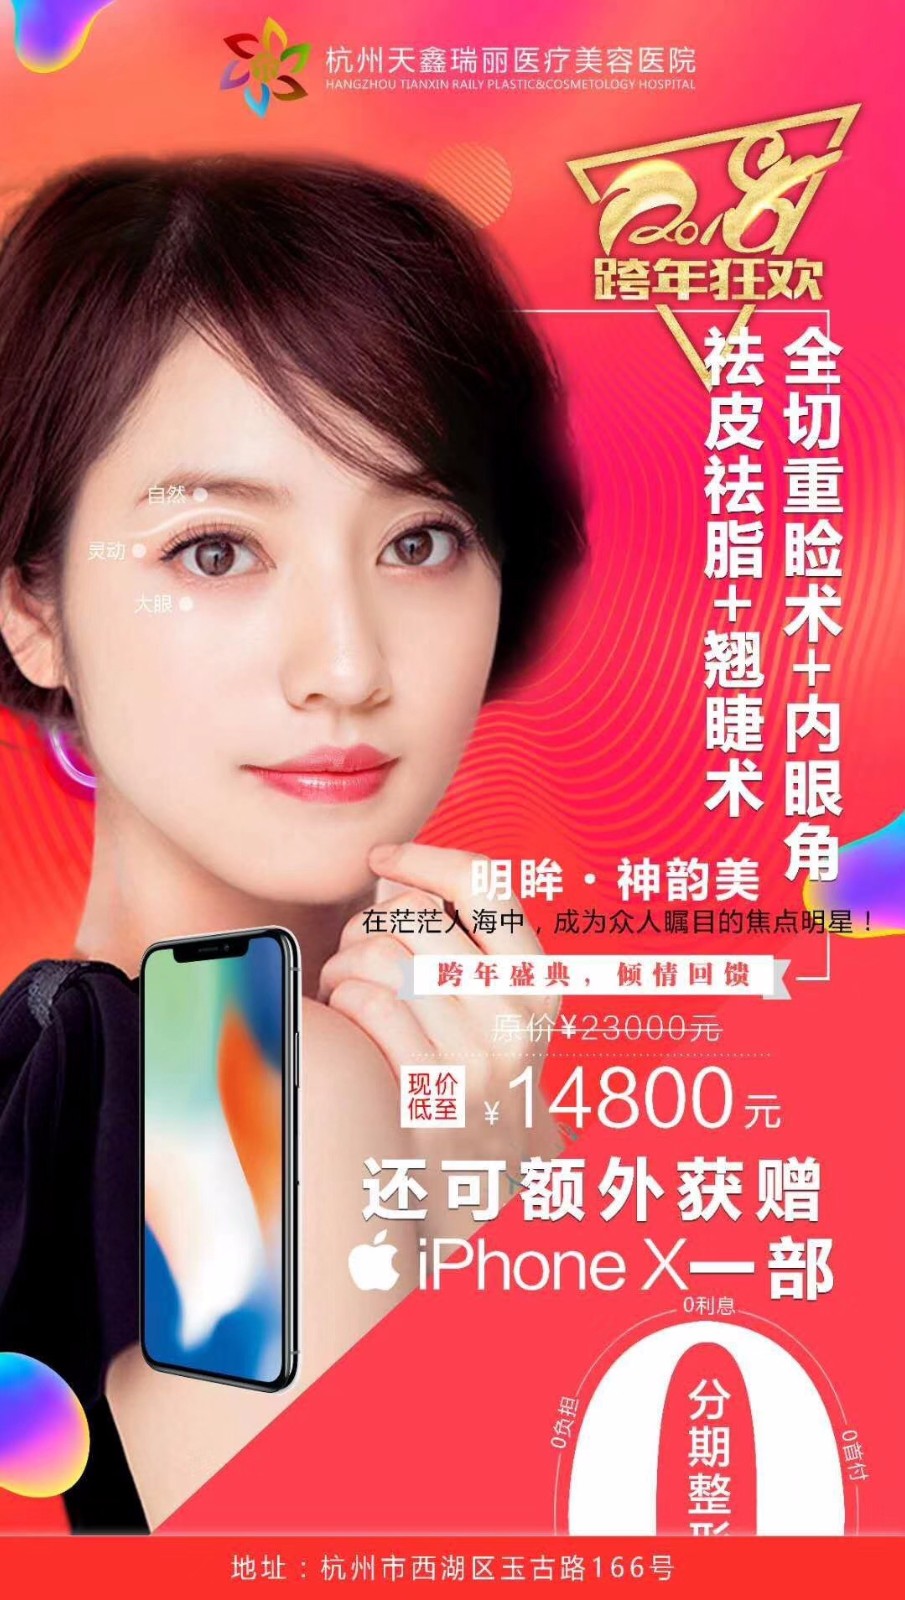 杭州天鑫瑞丽医疗美容医院
HANGZHOU TIANXIN RAILY PLASTIC&COSMETOLOGY HOSPITAL
2018
跨年狂欢
全切重睑术+内眼角
祛皮祛脂+翘睫术
自然
灵动
大眼
明眸·神韵美
在茫茫人海中，成为众人瞩目的焦点明星！
跨年盛典，倾情回馈
原价¥23000元
现价低至 ¥14800元
还可额外获赠
iPhone X一部
0利息
0负担
0首付
0
分期整形
地址：杭州市西湖区玉古路166号